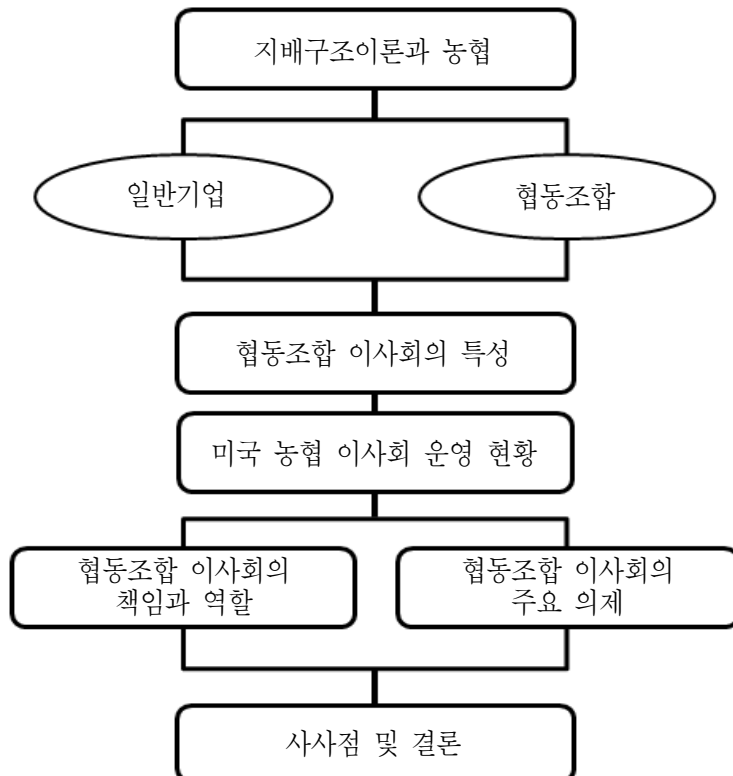 지배구조이론과 농협
일반기업
협동조합
협동조합 이사회의 특성
미국 농협 이사회 운영 현황
협동조합 이사회의
책임과 역할
협동조합 이사회의
주요 의제
사사점 및 결론